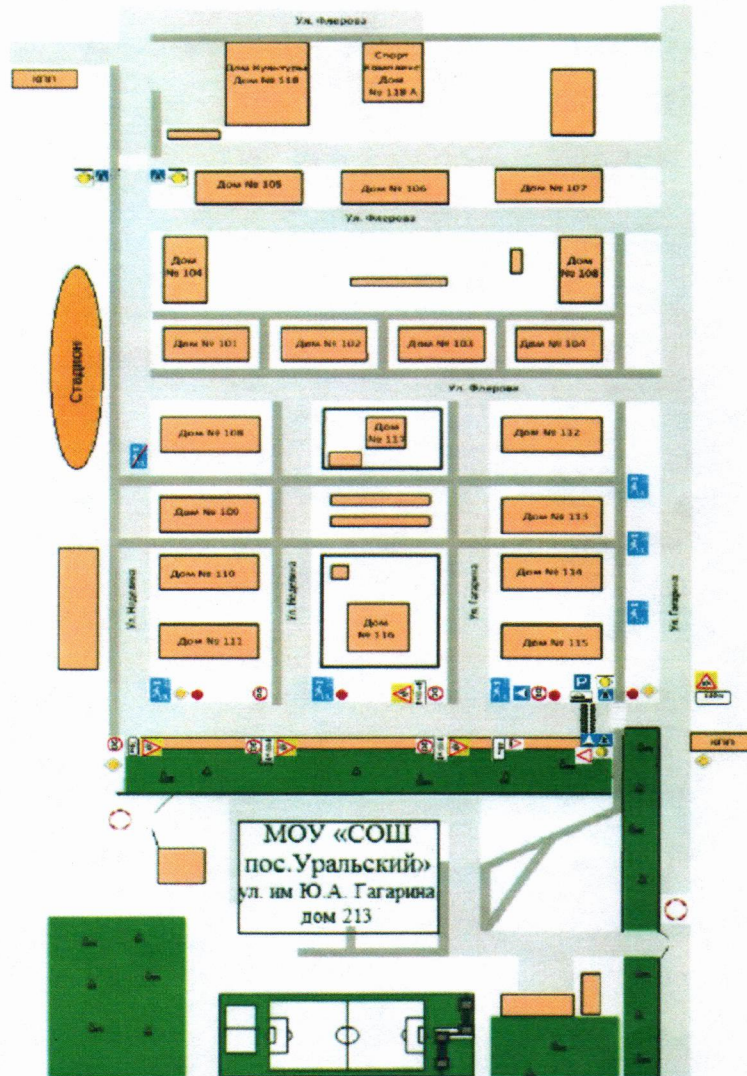 Ул. Флерова
Дом Культуры
Дом № 118
Спорт
Комплекс
Дом
№ 118 А
КПП
Дом № 105
Дом № 106
Дом № 107
Ул. Флерова
Дом
№ 104
Дом
№ 108
Дом № 101
Дом № 102
Дом № 103
Дом № 104
Стадион
Ул. Флерова
Дом № 108
Дом
№ 117
Дом № 112
Дом № 109
Дом № 113
Дом № 110
Дом № 114
Ул. Неделина
Ул. Неделина
Ул. Гагарина
Ул. Гагарина
Дом № 111
Дом
№ 116
Дом № 115
P
КПП
МОУ «СОШ
пос.Уральский»
ул. им Ю.А. Гагарина
дом 213